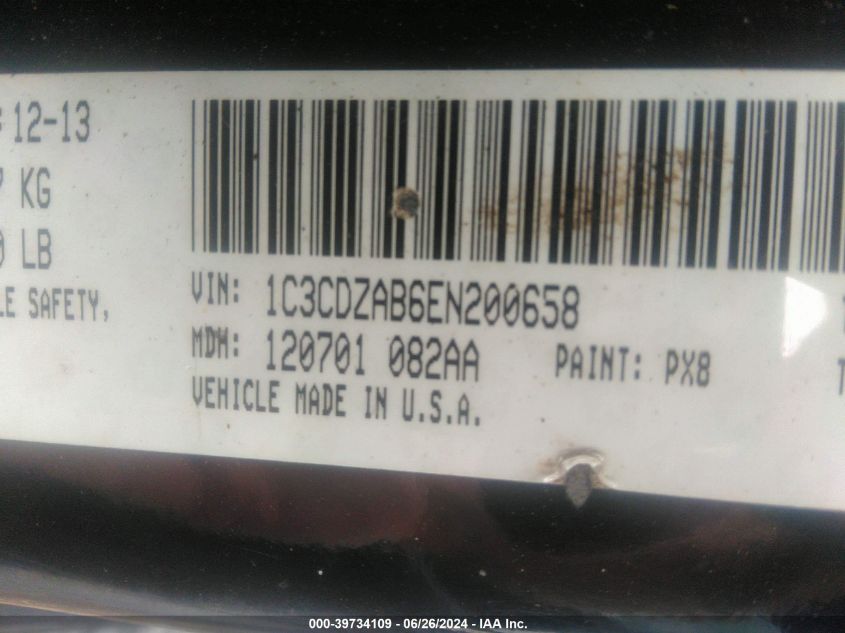 12-13
KG
LB
LE SAFETY,
VIN: 1C3CDZAB6EN200658
MDH: 120701 082AA PAINT: PX8
VEHICLE MADE IN U.S.A.
000-39734109 - 06/26/2024 - IAA Inc.